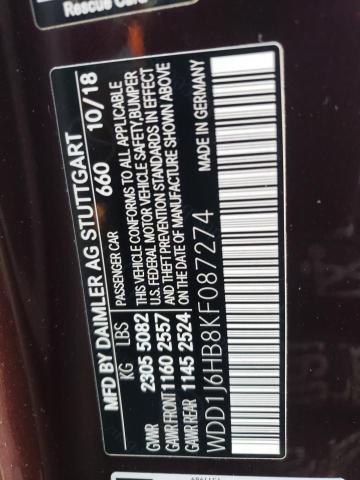 Rescue Card
MFD BY DAIMLER AG STUTTGART
660 10/18
KG LBS PASSENGER CAR
GVWR 2305 5082
GAWR FRONT 1160 2557
GAWR REAR 1145 2524
THIS VEHICLE CONFORMS TO ALL APPLICABLE
U.S. FEDERAL MOTOR VEHICLE SAFETY, BUMPER
AND THEFT PREVENTION STANDARDS IN EFFECT
ON THE DATE OF MANUFACTURE SHOWN ABOVE
WDD1J6HB8KF087274 MADE IN GERMANY